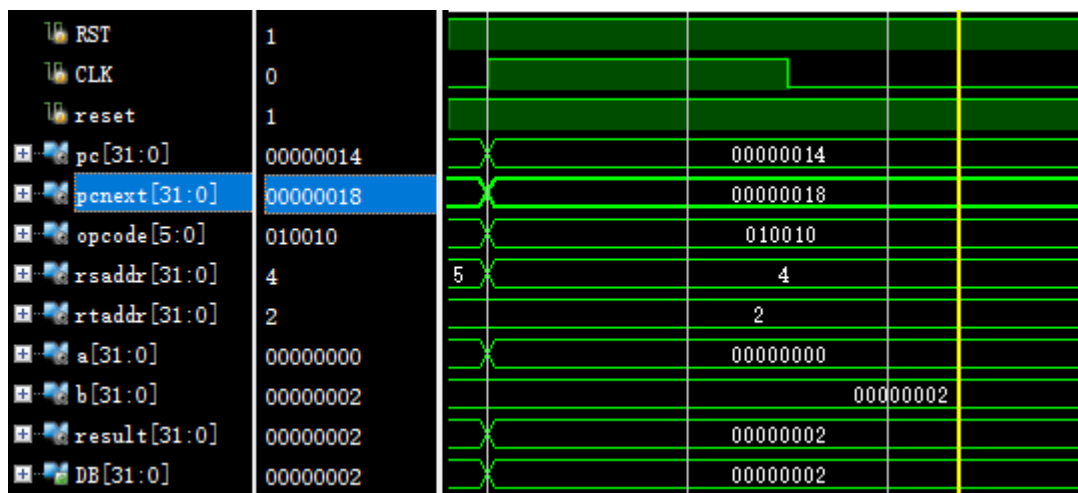 RST 1
CLK 0
reset 1
pc[31:0] 00000014 00000014
pcnext[31:0] 00000018 00000018
opcode[5:0] 010010 010010
rsaddr[31:0] 4 5 4
rtaddr[31:0] 2 2
a[31:0] 00000000 00000000
b[31:0] 00000002 00000002
result[31:0] 00000002 00000002
DB[31:0] 00000002 00000002